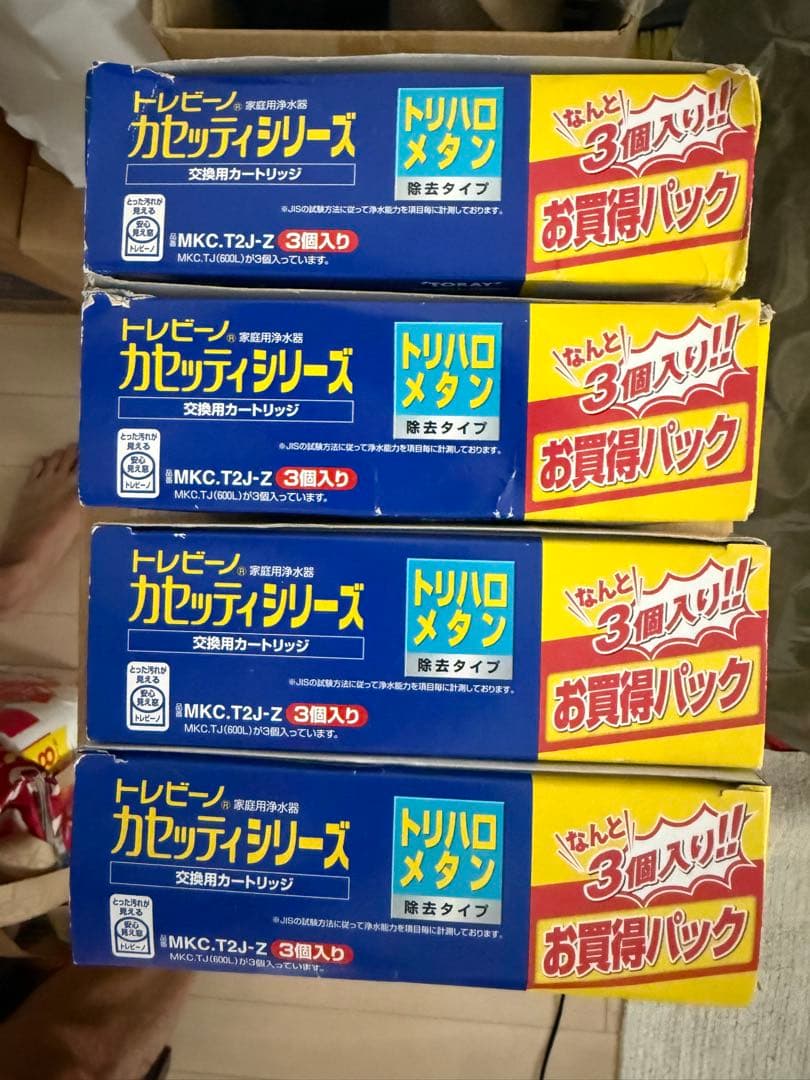 トレビーノ® 家庭用浄水器
カセッティシリーズ
交換用カートリッジ
トリハロ
メタン
除去タイプ
※JISの試験方法に従って浄水能力を項目毎に計測しております。
とった汚れが
見える
安心
見え窓
トレビーノ
品番 MKC.T2J-Z 3個入り
MKC.TJ(600L)が3個入っています。
なんと
3個入り!!
お買得パック
TORAY
トレビーノ® 家庭用浄水器
カセッティシリーズ
交換用カートリッジ
トリハロ
メタン
除去タイプ
※JISの試験方法に従って浄水能力を項目毎に計測しております。
とった汚れが
見える
安心
見え窓
トレビーノ
品番 MKC.T2J-Z 3個入り
MKC.TJ(600L)が3個入っています。
なんと
3個入り!!
お買得パック
トレビーノ® 家庭用浄水器
カセッティシリーズ
交換用カートリッジ
トリハロ
メタン
除去タイプ
※JISの試験方法に従って浄水能力を項目毎に計測しております。
とった汚れが
見える
安心
見え窓
トレビーノ
品番 MKC.T2J-Z 3個入り
MKC.TJ(600L)が3個入っています。
なんと
3個入り!!
お買得パック
トレビーノ® 家庭用浄水器
カセッティシリーズ
交換用カートリッジ
トリハロ
メタン
除去タイプ
※JISの試験方法に従って浄水能力を項目毎に計測しております。
とった汚れが
見える
安心
見え窓
トレビーノ
品番 MKC.T2J-Z 3個入り
MKC.TJ(600L)が3個入っています。
なんと
3個入り!!
お買得パック
8